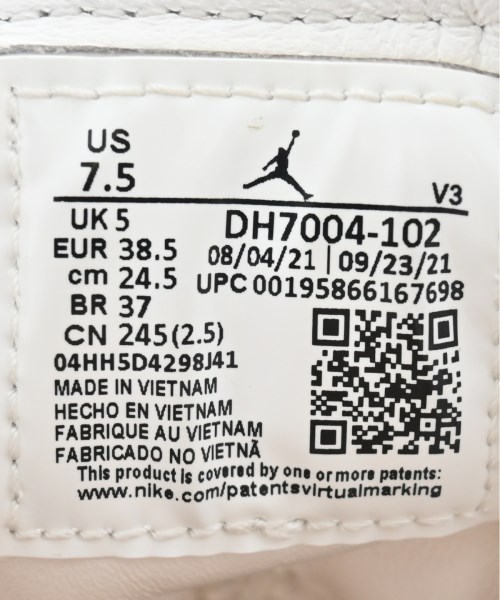 US
7.5
V3
UK 5
EUR 38.5
cm 24.5
BR 37
CN 245(2.5)
DH7004-102
08/04/21 | 09/23/21
UPC 00195866167698
04HH5D4298J41
MADE IN VIETNAM
HECHO EN VIETNAM
FABRIQUE AU VIETNAM
FABRICADO NO VIETNÃ
This product is covered by one or more patents:
www.nike.com/patentsvirtualmarking